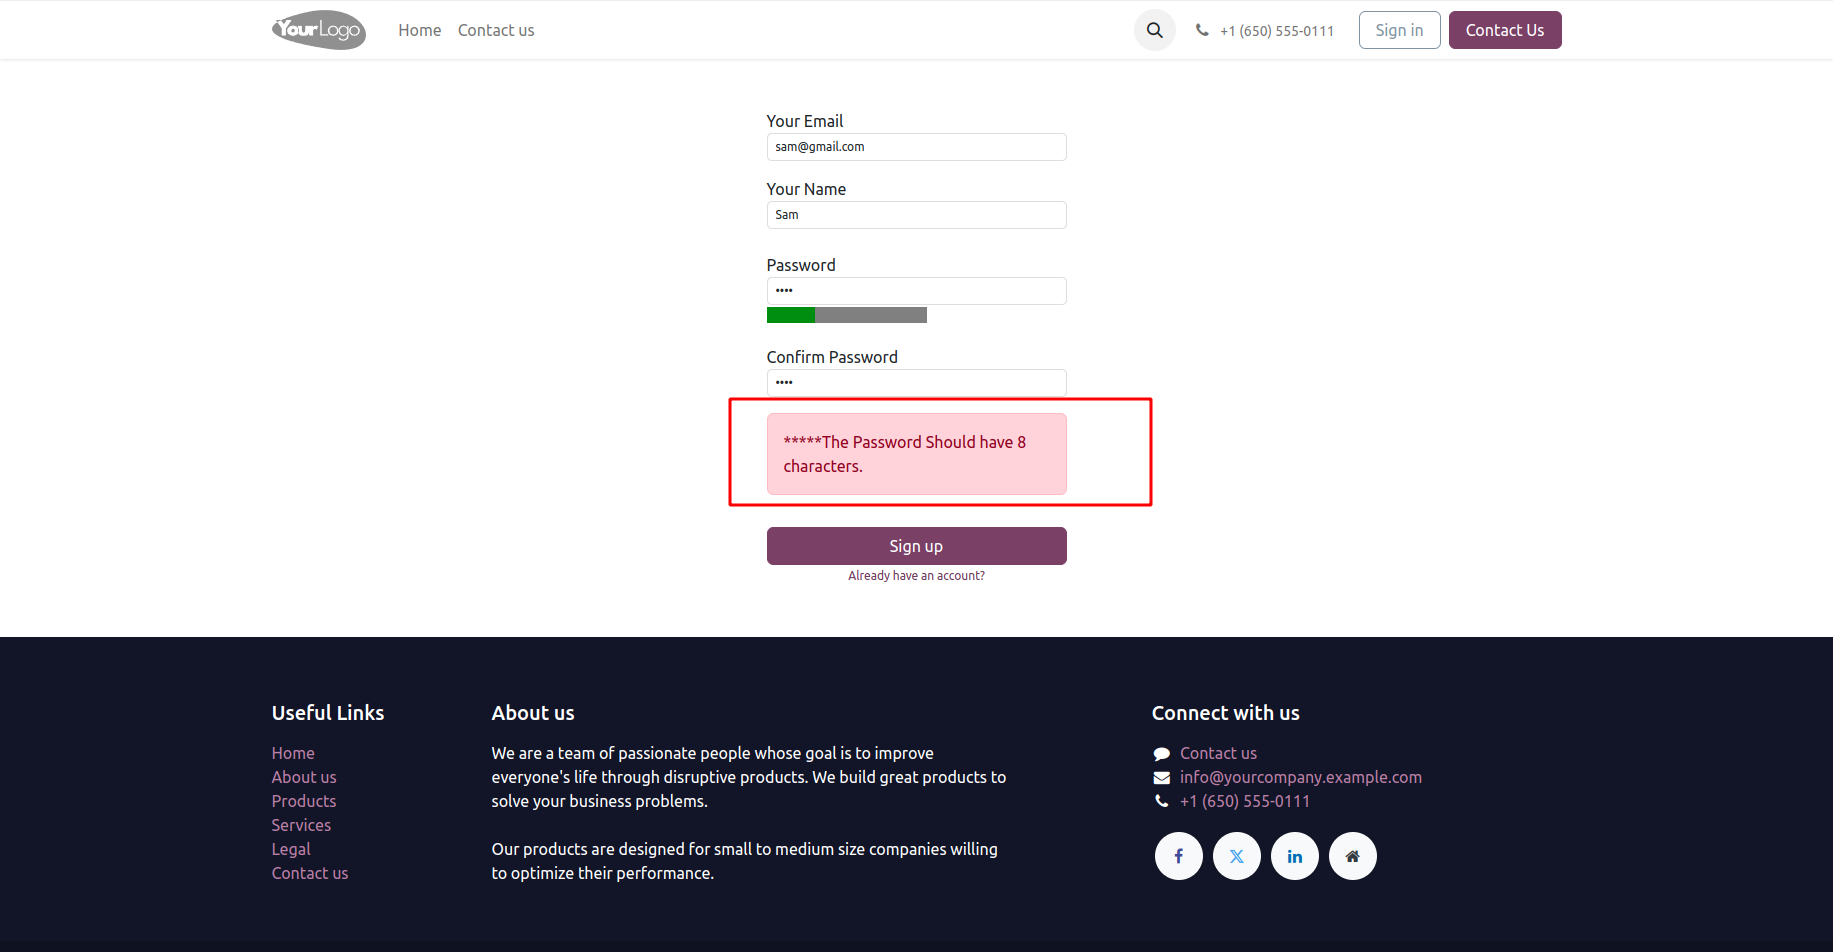 YourLogo Home Contact us +1 (650) 555-0111 Sign in Contact Us
Your Email
sam@gmail.com
Your Name
Sam
Password
••••
Confirm Password
••••
*****The Password Should have 8
characters.
Sign up
Already have an account?
Useful Links
Home
About us
Products
Services
Legal
Contact us
About us
We are a team of passionate people whose goal is to improve
everyone's life through disruptive products. We build great products to
solve your business problems.
Our products are designed for small to medium size companies willing
to optimize their performance.
Connect with us
Contact us
info@yourcompany.example.com
+1 (650) 555-0111